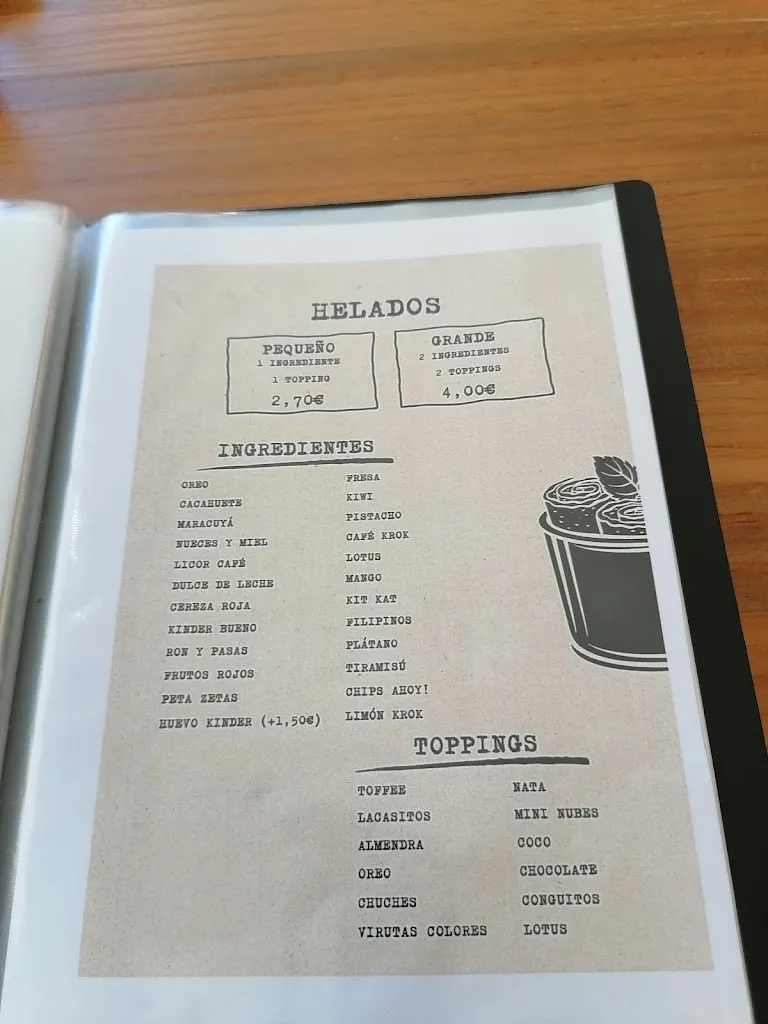 HELADOS
PEQUEÑO
1 INGREDIENTE
1 TOPPING
2,70€
GRANDE
2 INGREDIENTES
2 TOPPINGS
4,00€
INGREDIENTES
OREO
CACAHUETE
MARACUYÁ
NUECES Y MIEL
LICOR CAFÉ
DULCE DE LECHE
CEREZA ROJA
KINDER BUENO
RON Y PASAS
FRUTOS ROJOS
PETA ZETAS
HUEVO KINDER (+1,50€)
FRESA
KIWI
PISTACHO
CAFÉ KROK
LOTUS
MANGO
KIT KAT
FILIPINOS
PLÁTANO
TIRAMISÚ
CHIPS AHOY!
LIMÓN KROK
TOPPINGS
TOFFEE
LACASITOS
ALMENDRA
OREO
CHUCHES
VIRUTAS COLORES
NATA
MINI NUBES
COCO
CHOCOLATE
CONGUITOS
LOTUS